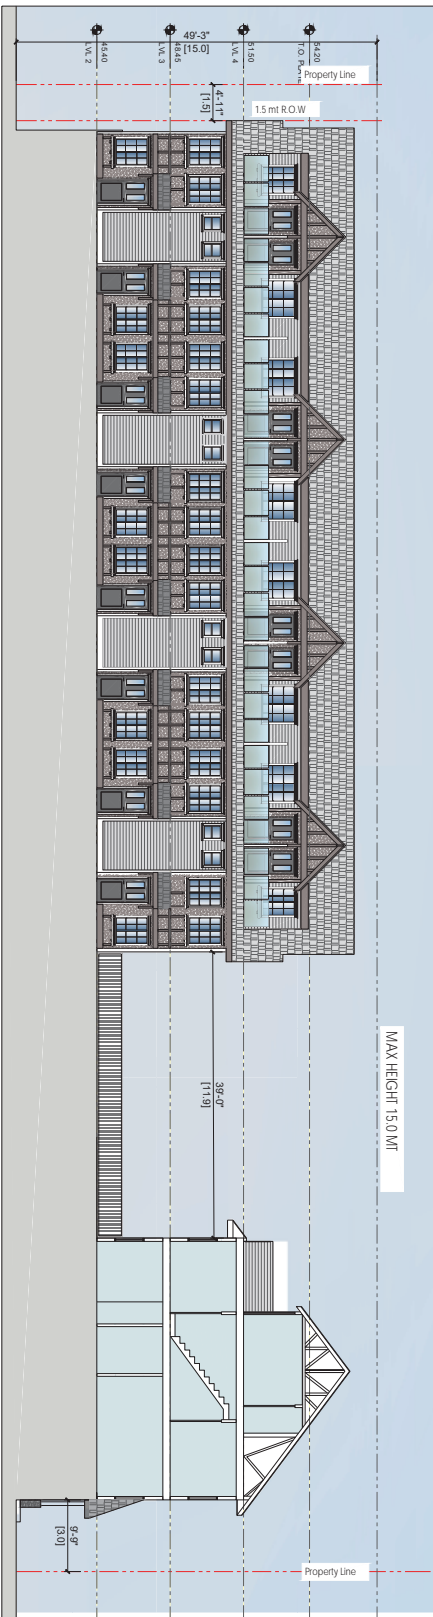 49'-3"
[15.0]
45.40
LVL 2
48.45
LVL 3
51.50
LVL 4
54.20
T.O. PLATE
Property Line
4'-11"
[1.5]
1.5 mt R.O.W
MAX HEIGHT 15.0 MT
39'-0"
[11.9]
9'-9"
[3.0]
Property Line